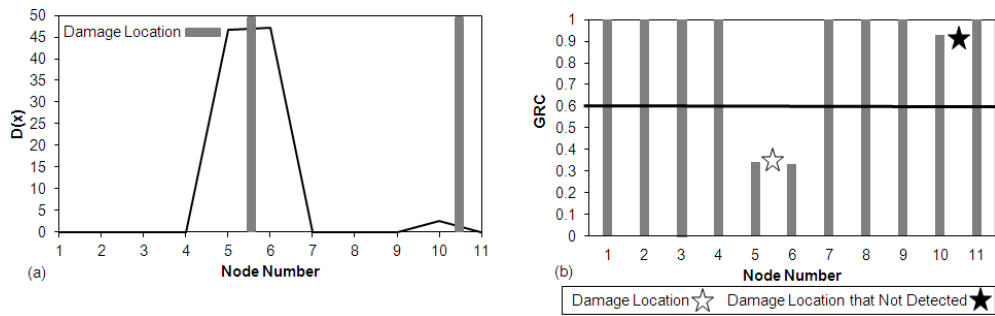 50
45
40
35
30
25
20
15
10
5
0
D(x)
Damage Location
1 2 3 4 5 6 7 8 9 10 11
Node Number
(a)
1
0.9
0.8
0.7
0.6
0.5
0.4
0.3
0.2
0.1
0
GRC
1 2 3 4 5 6 7 8 9 10 11
Node Number
(b)
Damage Location Damage Location that Not Detected